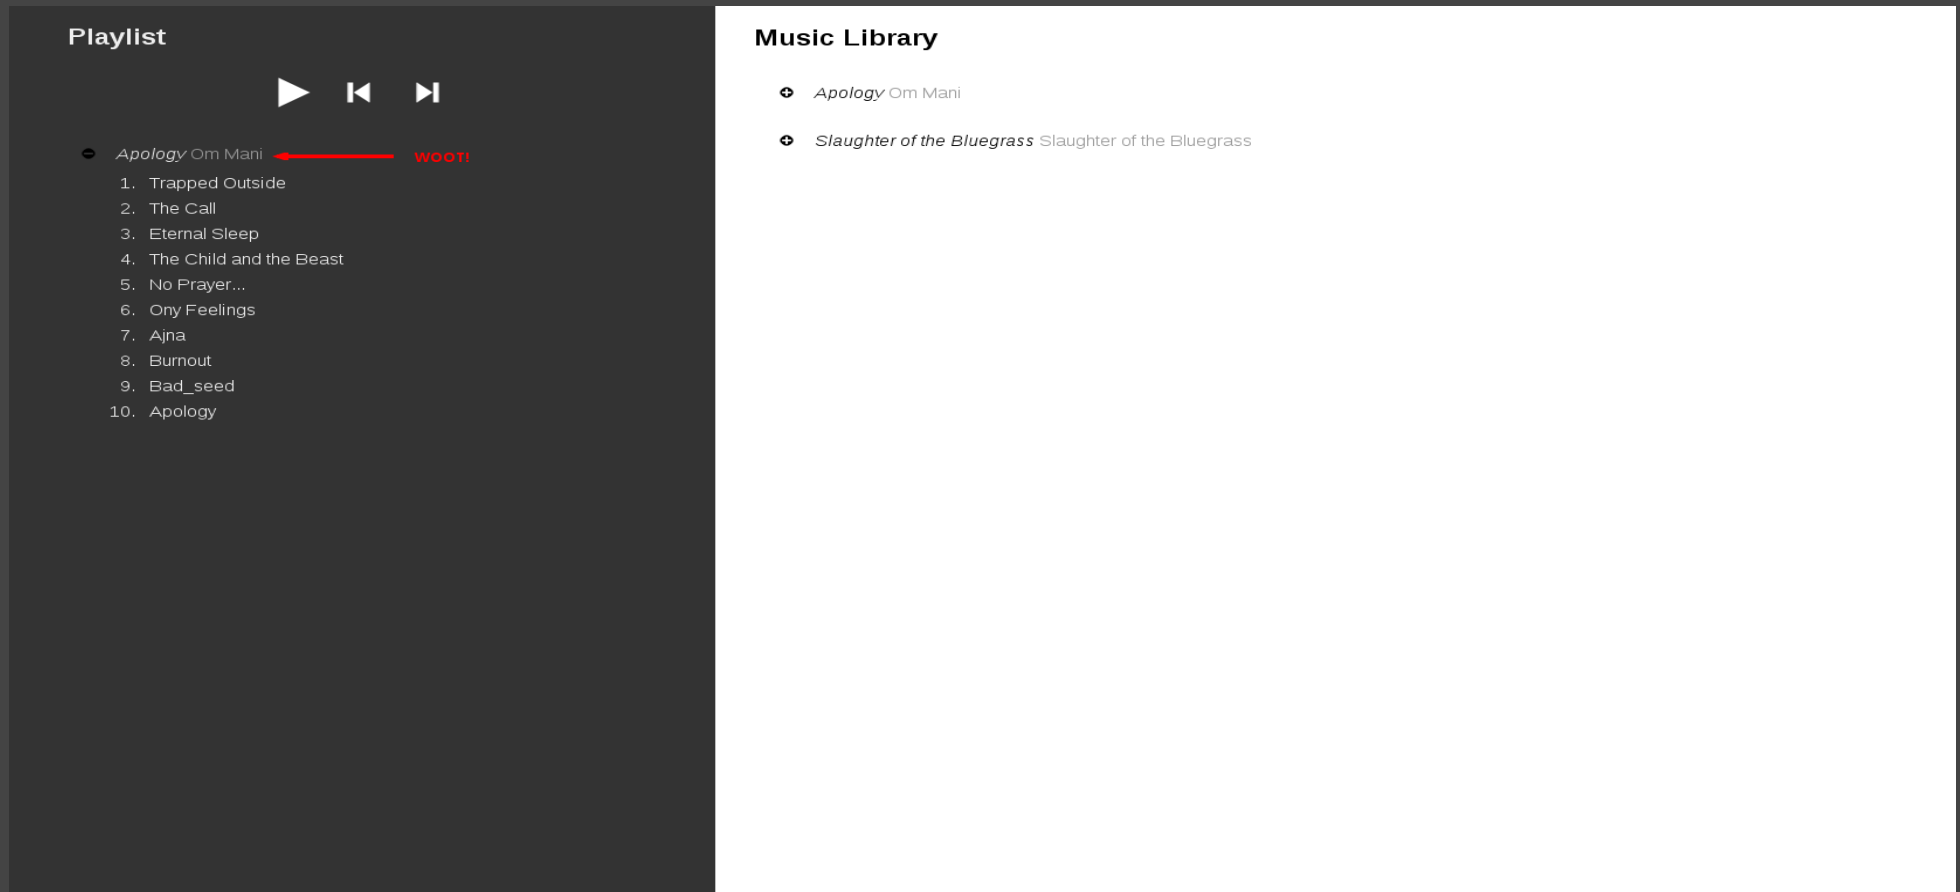 Playlist
Apology Om Mani
WOOT!
1. Trapped Outside
2. The Call
3. Eternal Sleep
4. The Child and the Beast
5. No Prayer...
6. Ony Feelings
7. Ajna
8. Burnout
9. Bad_seed
10. Apology
Music Library
Apology Om Mani
Slaughter of the Bluegrass Slaughter of the Bluegrass